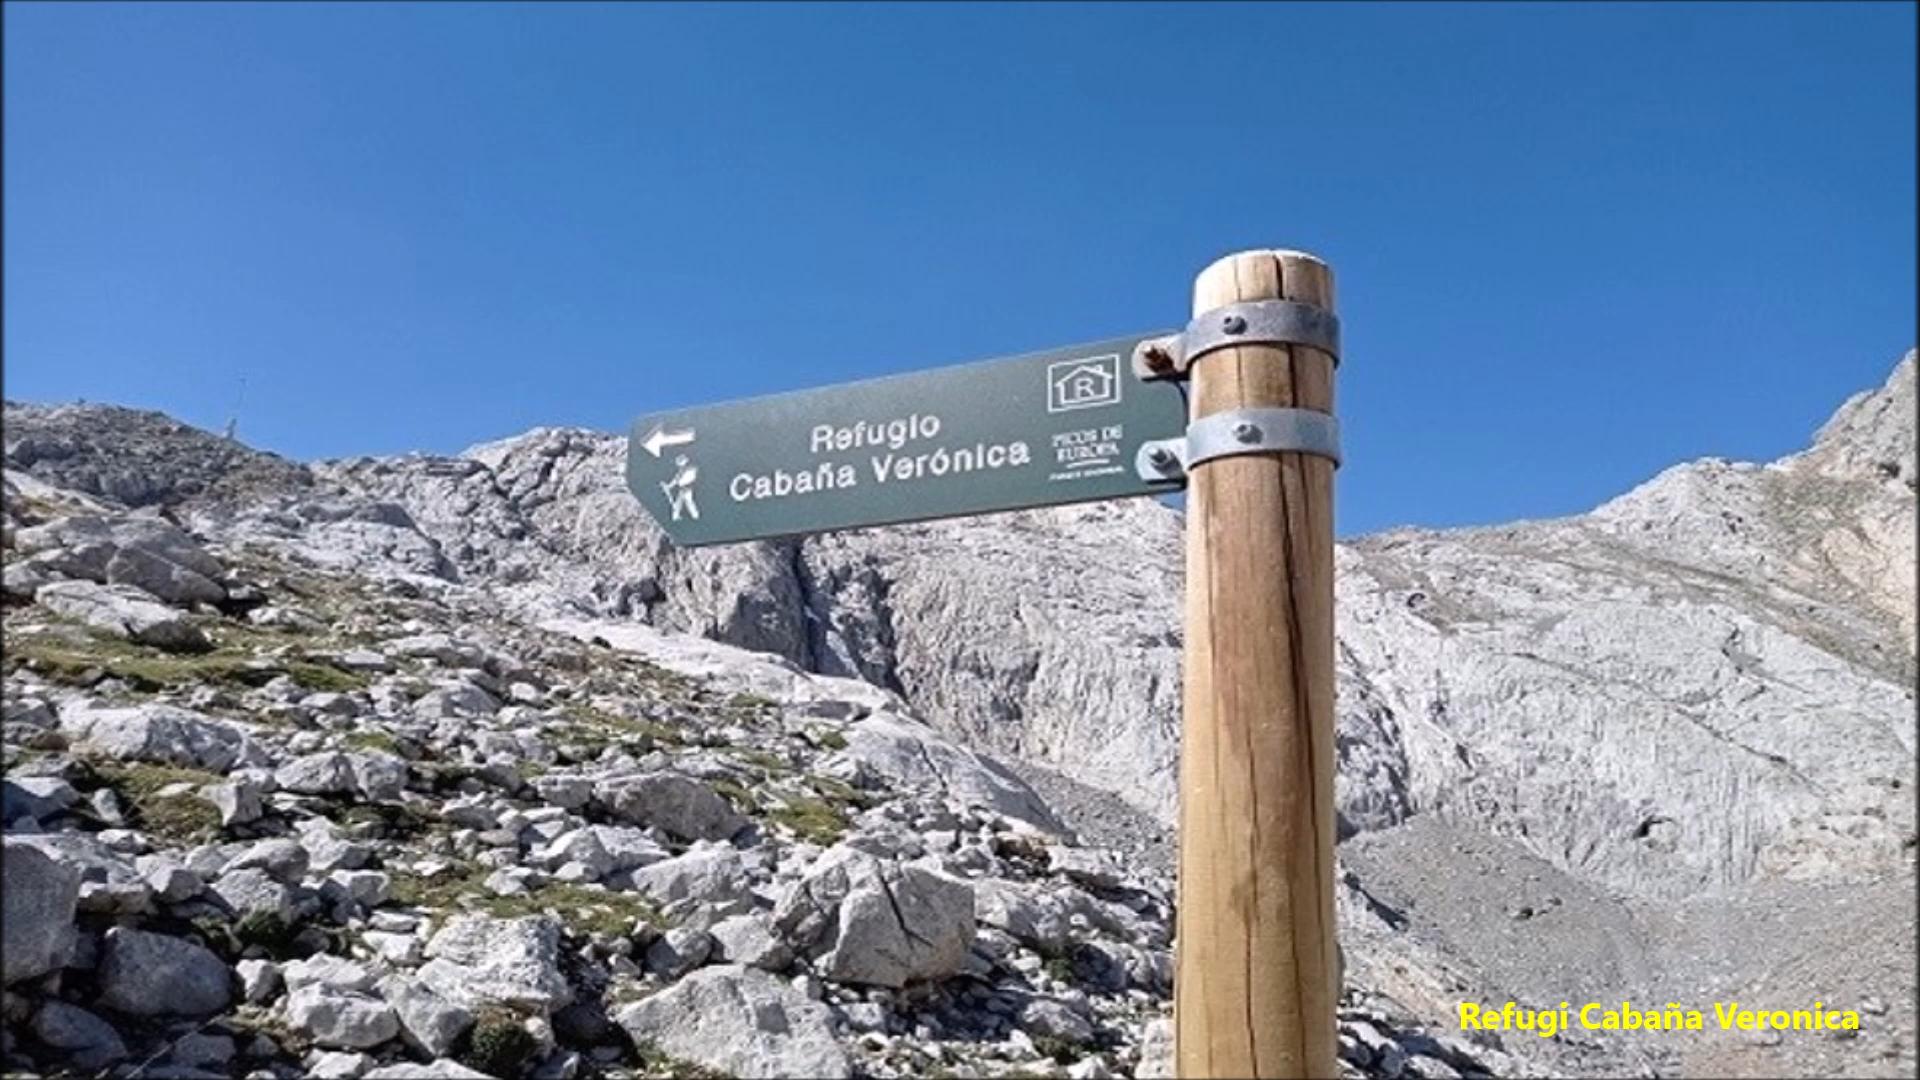 Refugio
Cabaña Verónica
R
PICOS DE
EUROPA
Refugi Cabaña Veronica